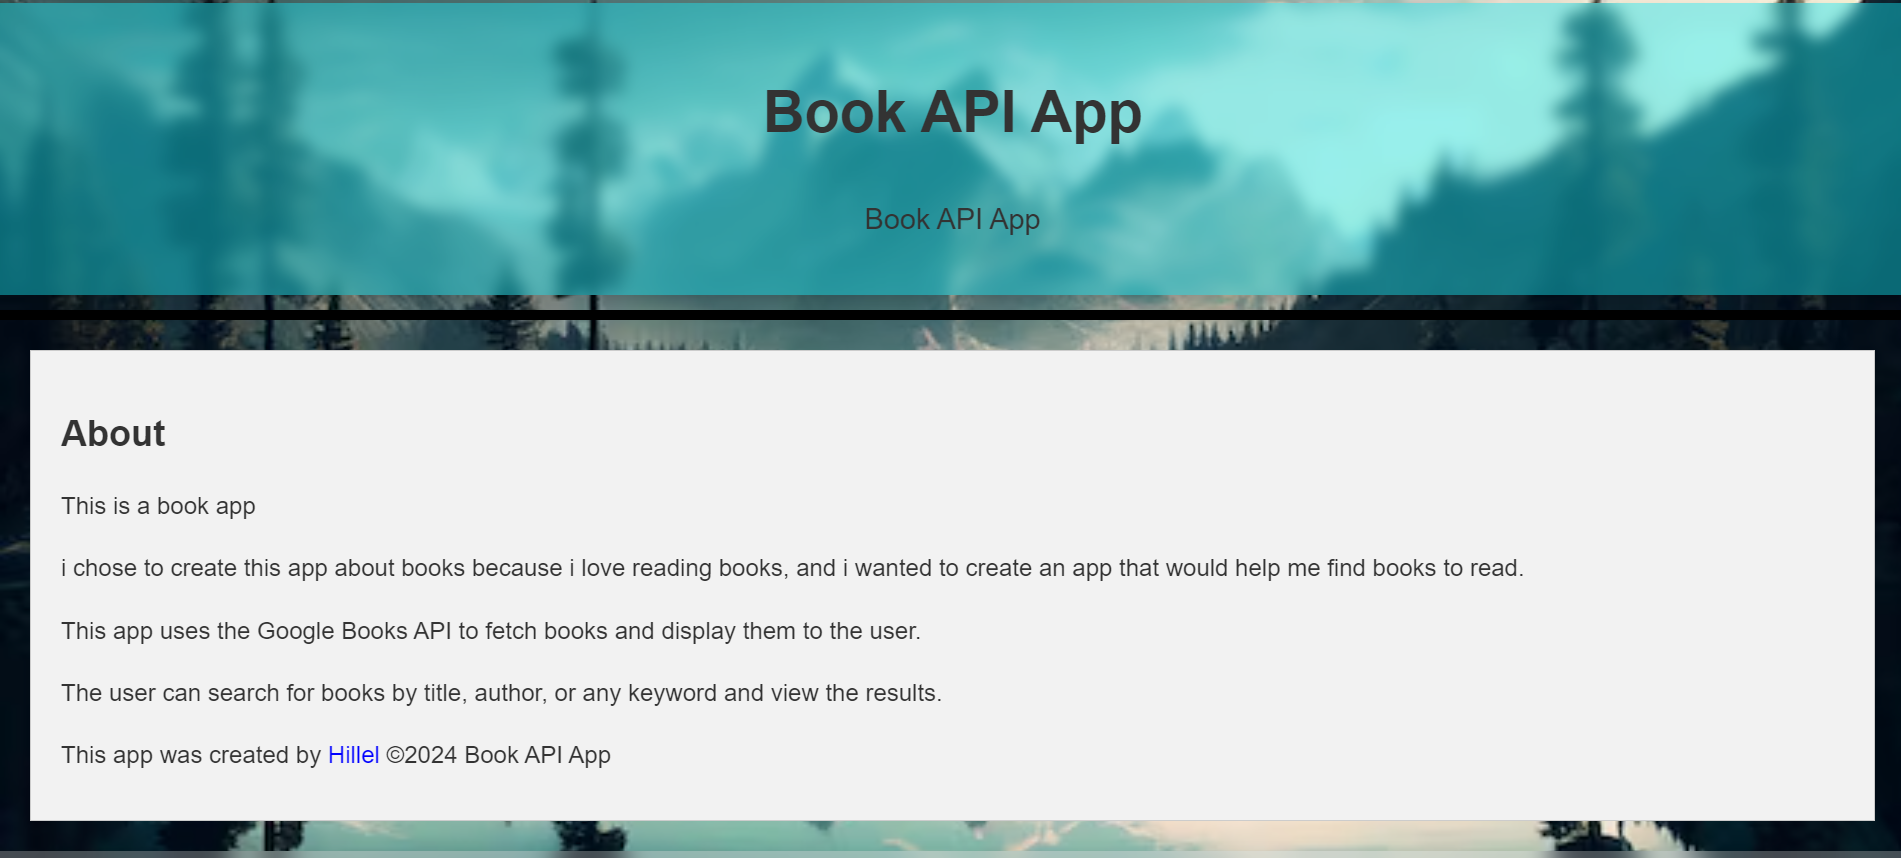 Book API App
Book API App
About
This is a book app
i chose to create this app about books because i love reading books, and i wanted to create an app that would help me find books to read.
This app uses the Google Books API to fetch books and display them to the user.
The user can search for books by title, author, or any keyword and view the results.
This app was created by Hillel ©2024 Book API App